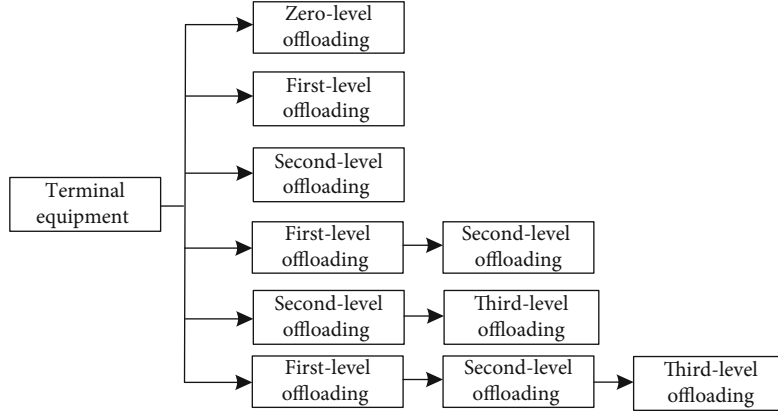 Zero-level
offloading
First-level
offloading
Second-level
offloading
Terminal
equipment
First-level
offloading
Second-level
offloading
Second-level
offloading
Third-level
offloading
First-level
offloading
Second-level
offloading
Third-level
offloading